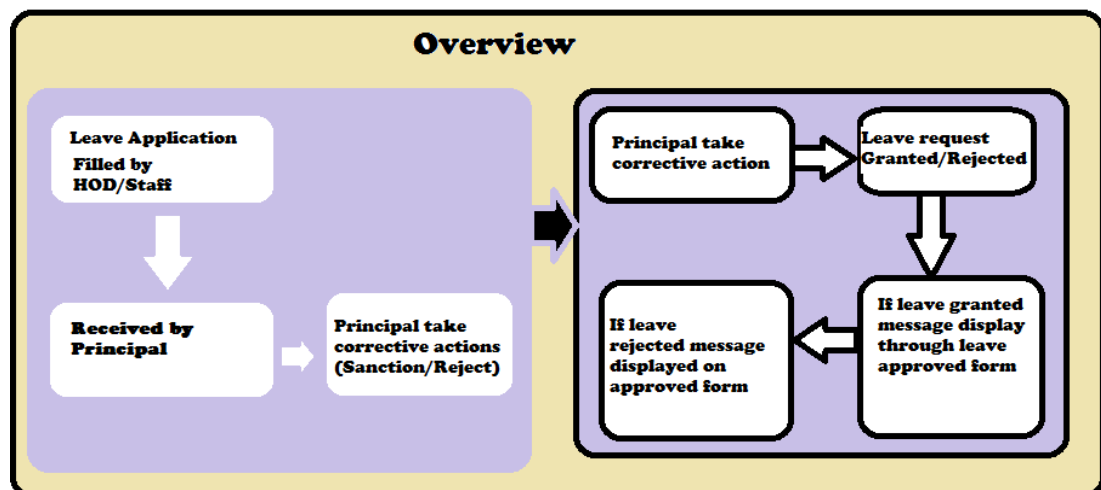 Overview
Leave Application
Filled by
HOD/Staff
Received by
Principal
Principal take
corrective actions
(Sanction/Reject)
Principal take
corrective action
Leave request
Granted/Rejected
If leave granted
message display
through leave
approved form
If leave
rejected message
displayed on
approved form